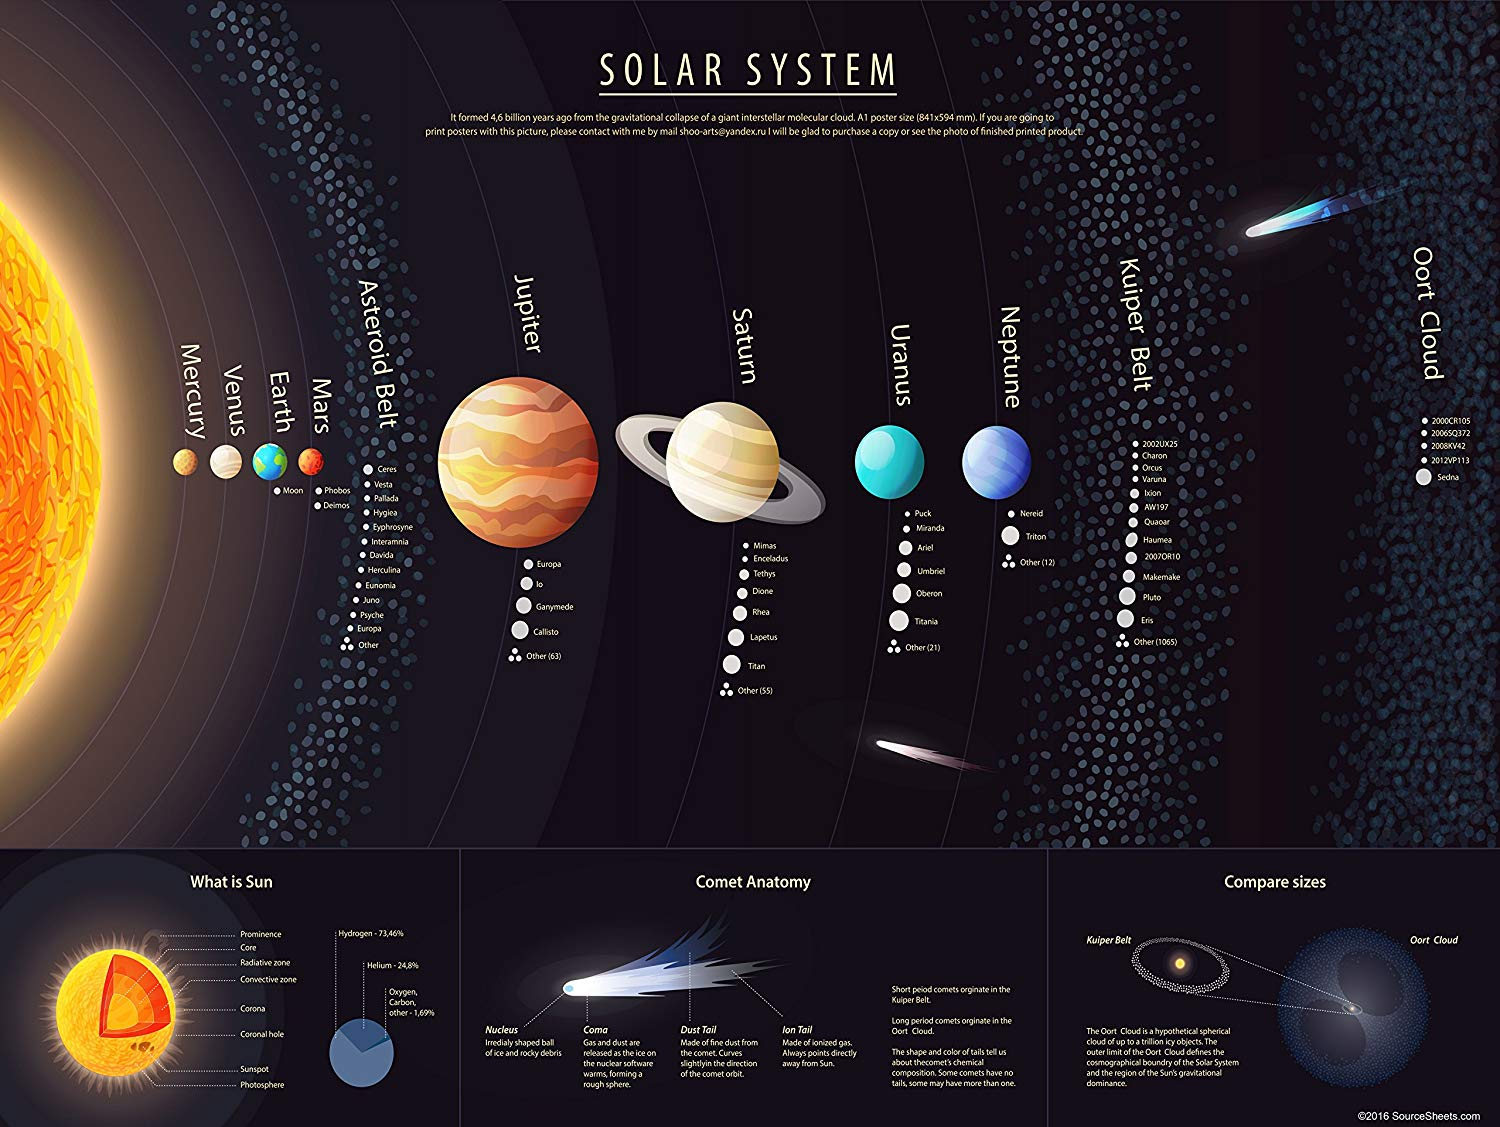 SOLAR SYSTEM
It formed 4,6 billion years ago from the gravitational collapse of a giant interstellar molecular cloud. A1 poster size (841x594 mm). If you are going to
print posters with this picture, please contact with me by mail shoo-arts@yandex.ru I will be glad to purchase a copy or see the photo of finished printed product.
Mercury
Venus
Earth
Moon
Mars
Phobos
Deimos
Asteroid Belt
Ceres
Vesta
Pallada
Hygiea
Eyphrosyne
Interamnia
Davida
Herculina
Eunomia
Juno
Psyche
Europa
Other
Jupiter
Europa
Io
Ganymede
Callisto
Other (63)
Saturn
Mimas
Enceladus
Tethys
Dione
Rhea
Lapetus
Titan
Other (55)
Uranus
Puck
Miranda
Ariel
Umbriel
Oberon
Titania
Other (21)
Neptune
Nereid
Triton
Other (12)
Kuiper Belt
2002UX25
Charon
Orcus
Varuna
Ixion
AW197
Quaoar
Haumea
2007OR10
Makemake
Pluto
Eris
Other (1065)
Oort Cloud
2000CR105
2006SQ372
2008KV42
2012VP113
Sedna
What is Sun
Prominence
Core
Radiative zone
Convective zone
Corona
Coronal hole
Sunspot
Photosphere
Hydrogen - 73,46%
Helium - 24,8%
Oxygen,
Carbon,
other - 1,69%
Comet Anatomy
Nucleus
Irredialy shaped ball
of ice and rocky debris
Coma
Gas and dust are
released as the ice on
the nuclear software
warms, forming a
rough sphere.
Dust Tail
Made of fine dust from
the comet. Curves
slightlyin the direction
of the comet orbit.
Ion Tail
Made of ionized gas.
Always points directly
away from Sun.
Short peiod comets orginate in the
Kuiper Belt.
Long period comets orginate in the
Oort Cloud.
The shape and color of tails tell us
about thecomet's chemical
composition. Some comets have no
tails, some may have more than one.
Compare sizes
Kuiper Belt
Oort Cloud
The Oort Cloud is a hypothetical spherical
cloud of up to a trillion icy objects. The
outer limit of the Oort Cloud defines the
cosmographical boundry of the Solar System
and the region of the Sun's gravitational
dominance.
©2016 SourceSheets.com